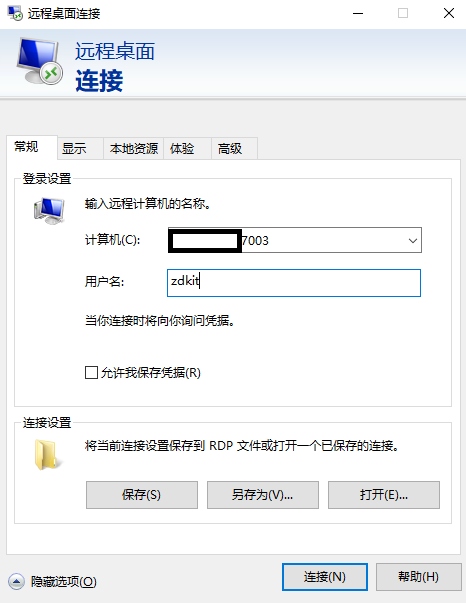 远程桌面连接
远程桌面
连接
常规 显示 本地资源 体验 高级
登录设置
输入远程计算机的名称。
计算机(C): 7003
用户名: zdkit
当你连接时将向你询问凭据。
允许我保存凭据(R)
连接设置
将当前连接设置保存到 RDP 文件或打开一个已保存的连接。
保存(S) 另存为(V)... 打开(E)...
隐藏选项(O) 连接(N) 帮助(H)